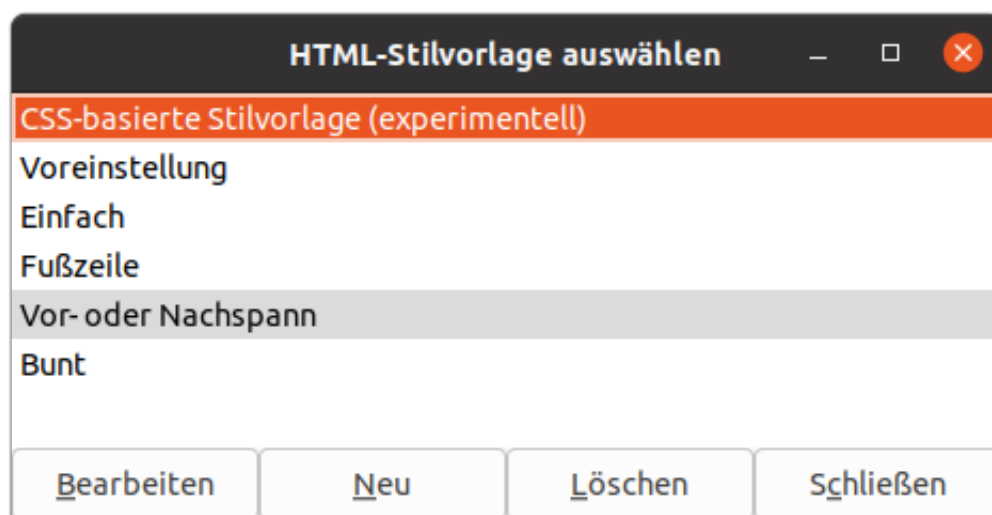 HTML-Stilvorlage auswählen
CSS-basierte Stilvorlage (experimentell)
Voreinstellung
Einfach
Fußzeile
Vor- oder Nachspann
Bunt
Bearbeiten Neu Löschen Schließen